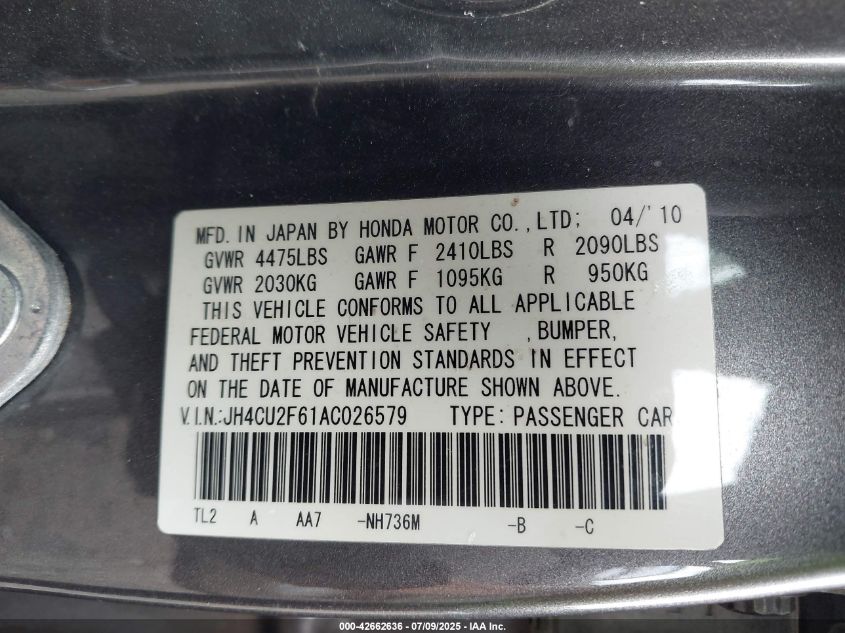 MFD. IN JAPAN BY HONDA MOTOR CO., LTD; 04/'10
GVWR 4475LBS GAWR F 2410LBS R 2090LBS
GVWR 2030KG GAWR F 1095KG R 950KG
THIS VEHICLE CONFORMS TO ALL APPLICABLE
FEDERAL MOTOR VEHICLE SAFETY , BUMPER,
AND THEFT PREVENTION STANDARDS IN EFFECT
ON THE DATE OF MANUFACTURE SHOWN ABOVE.
V.I.N.:JH4CU2F61AC026579 TYPE: PASSENGER CAR
TL2 A AA7 -NH736M -B -C
000-42662636 - 07/09/2025 - IAA Inc.